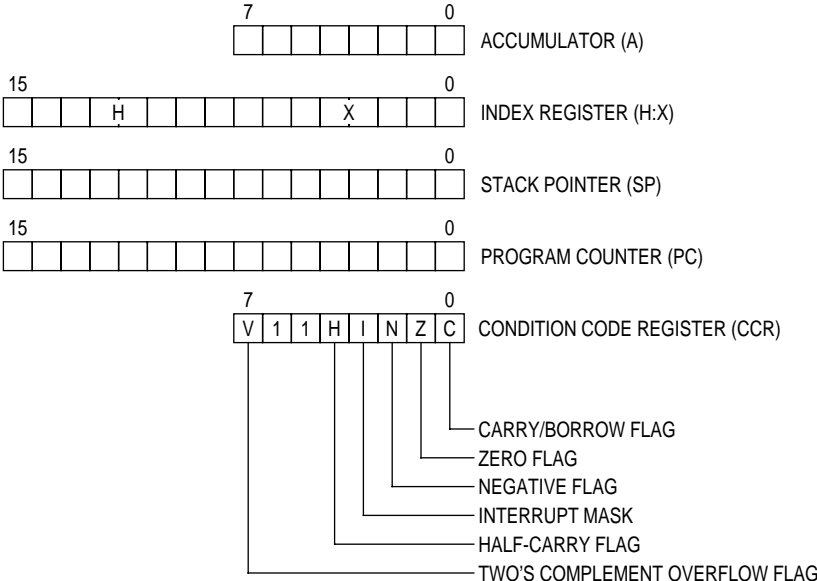 7 0
ACCUMULATOR (A)
15 0
H X INDEX REGISTER (H:X)
15 0
STACK POINTER (SP)
15 0
PROGRAM COUNTER (PC)
7 0
V 1 1 H I N Z C CONDITION CODE REGISTER (CCR)
CARRY/BORROW FLAG
ZERO FLAG
NEGATIVE FLAG
INTERRUPT MASK
HALF-CARRY FLAG
TWO'S COMPLEMENT OVERFLOW FLAG